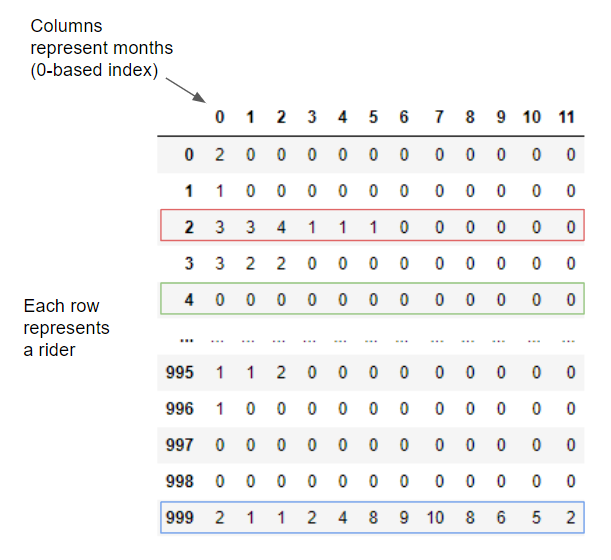 Columns
represent months
(0-based index)
0 1 2 3 4 5 6 7 8 9 10 11
0 2 0 0 0 0 0 0 0 0 0 0 0
1 1 0 0 0 0 0 0 0 0 0 0 0
2 3 3 4 1 1 1 0 0 0 0 0 0
3 3 2 2 0 0 0 0 0 0 0 0 0
Each row
represents
a rider
4 0 0 0 0 0 0 0 0 0 0 0 0
... ... ... ... ... ... ... ... ... ... ... ... ...
995 1 1 2 0 0 0 0 0 0 0 0 0
996 1 0 0 0 0 0 0 0 0 0 0 0
997 0 0 0 0 0 0 0 0 0 0 0 0
998 0 0 0 0 0 0 0 0 0 0 0 0
999 2 1 1 2 4 8 9 10 8 6 5 2